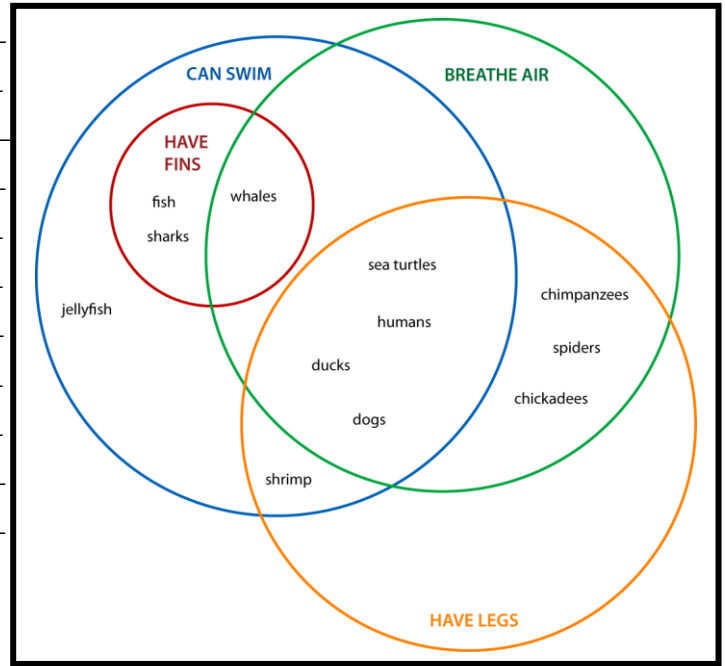 CAN SWIM
BREATHE AIR
HAVE
FINS
fish
whales
sharks
sea turtles
jellyfish
chimpanzees
humans
spiders
ducks
chickadees
dogs
shrimp
HAVE LEGS